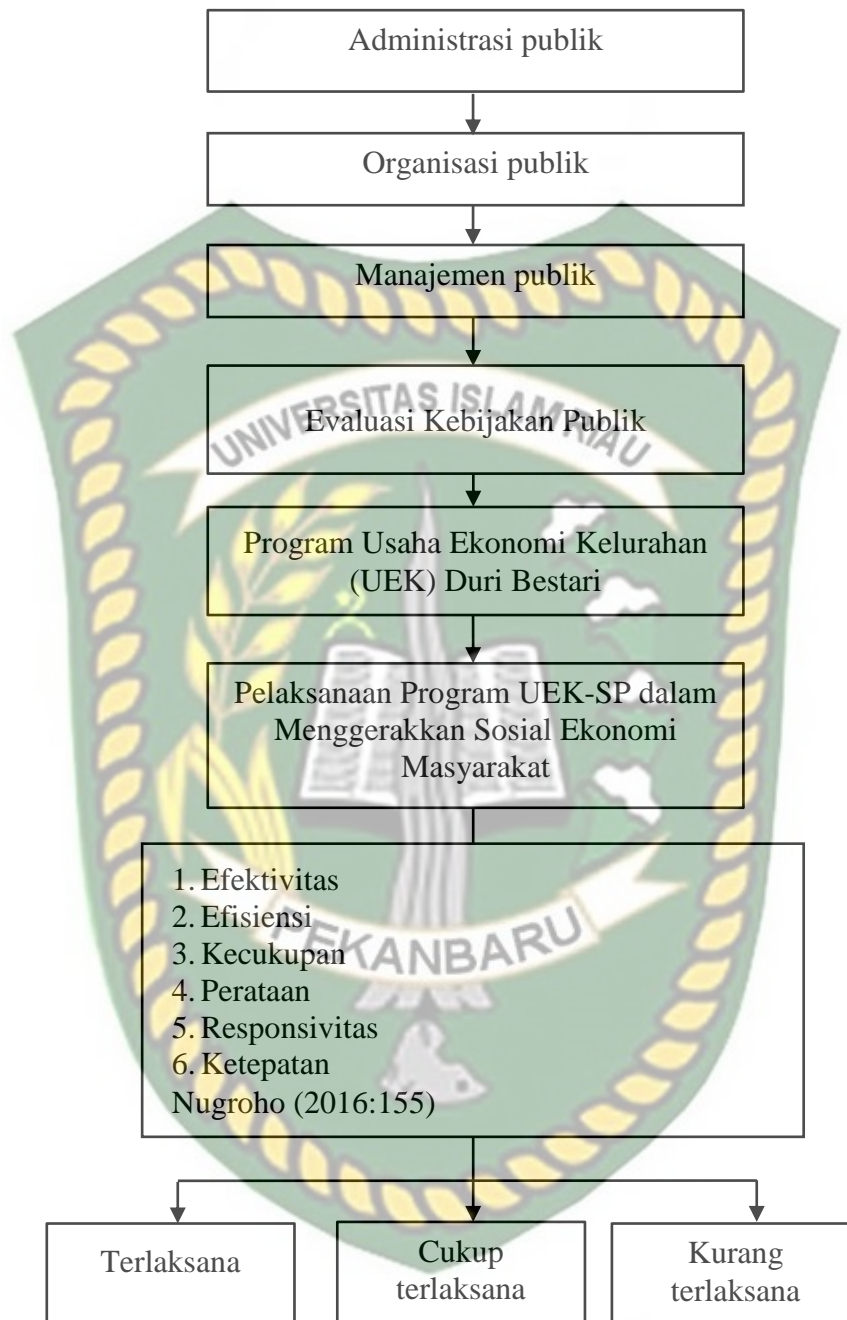 Administrasi publik
Organisasi publik
Manajemen publik
UNIVERSITAS ISLAM RIAU
Evaluasi Kebijakan Publik
Program Usaha Ekonomi Kelurahan
(UEK) Duri Bestari
Pelaksanaan Program UEK-SP dalam
Menggerakkan Sosial Ekonomi
Masyarakat
1. Efektivitas
2. Efisiensi
3. Kecukupan
4. Perataan
5. Responsivitas
6. Ketepatan
Nugroho (2016:155)
PEKANBARU
Terlaksana
Cukup
terlaksana
Kurang
terlaksana